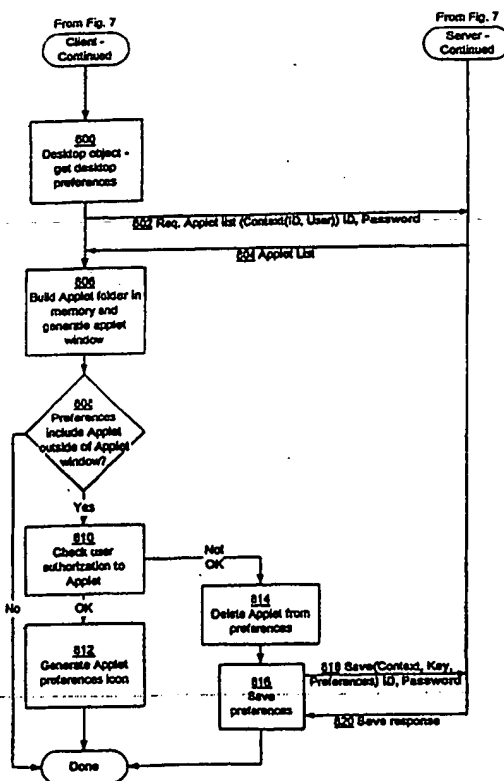 From Fig. 7
Client -
Continued
From Fig. 7
Server -
Continued
800
Desktop object -
get desktop
preferences
802 Req. Applet list (Context(ID, User)) ID, Password
804 Applet List
806
Build Applet folder in
memory and
generate applet
window
808
Preferences
include Applet
outside of Applet
window?
Yes
No
810
Check user
authorization to
Applet
Not
OK
OK
814
Delete Applet from
preferences
812
Generate Applet
preferences icon
816
Save
preferences
818 Save(Context, Key,
Preferences) ID, Password
820 Save response
Done